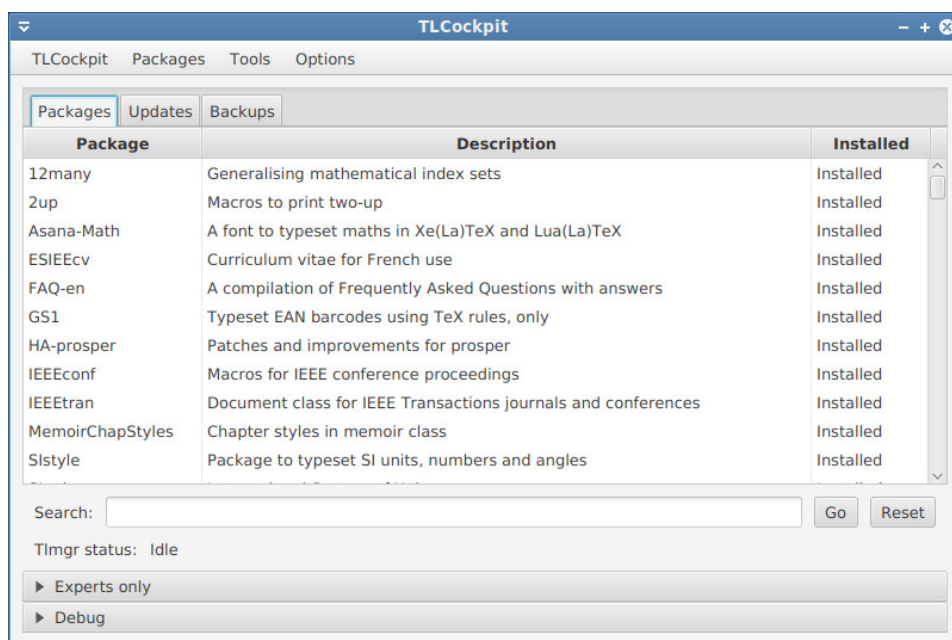 TLCockpit
TLCockpit Packages Tools Options
Packages Updates Backups
Package Description Installed
12many Generalising mathematical index sets Installed
2up Macros to print two-up Installed
Asana-Math A font to typeset maths in Xe(La)TeX and Lua(La)TeX Installed
ESIEEcv Curriculum vitae for French use Installed
FAQ-en A compilation of Frequently Asked Questions with answers Installed
GS1 Typeset EAN barcodes using TeX rules, only Installed
HA-prosper Patches and improvements for prosper Installed
IEEEconf Macros for IEEE conference proceedings Installed
IEEEtran Document class for IEEE Transactions journals and conferences Installed
MemoirChapStyles Chapter styles in memoir class Installed
SIstyle Package to typeset SI units, numbers and angles Installed
Search: Go Reset
Tlmgr status: Idle
Experts only
Debug